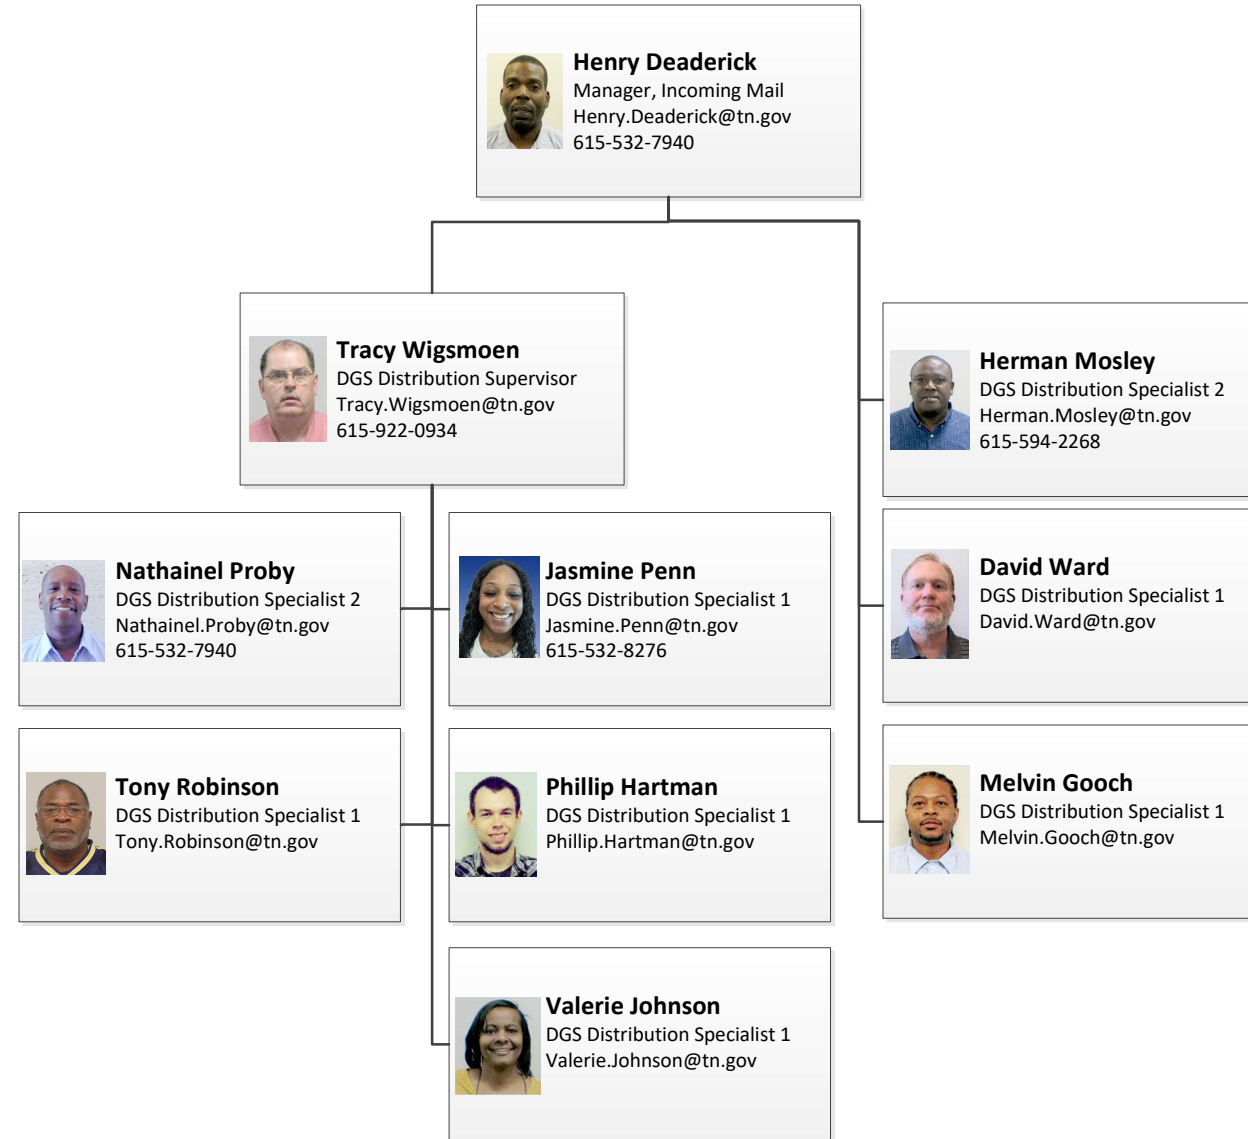 Henry Deaderick
Manager, Incoming Mail
Henry.Deaderick@tn.gov
615-532-7940
Tracy Wigsmoen
DGS Distribution Supervisor
Tracy.Wigsmoen@tn.gov
615-922-0934
Herman Mosley
DGS Distribution Specialist 2
Herman.Mosley@tn.gov
615-594-2268
Nathainel Proby
DGS Distribution Specialist 2
Nathainel.Proby@tn.gov
615-532-7940
Jasmine Penn
DGS Distribution Specialist 1
Jasmine.Penn@tn.gov
615-532-8276
David Ward
DGS Distribution Specialist 1
David.Ward@tn.gov
Tony Robinson
DGS Distribution Specialist 1
Tony.Robinson@tn.gov
Phillip Hartman
DGS Distribution Specialist 1
Phillip.Hartman@tn.gov
Melvin Gooch
DGS Distribution Specialist 1
Melvin.Gooch@tn.gov
Valerie Johnson
DGS Distribution Specialist 1
Valerie.Johnson@tn.gov